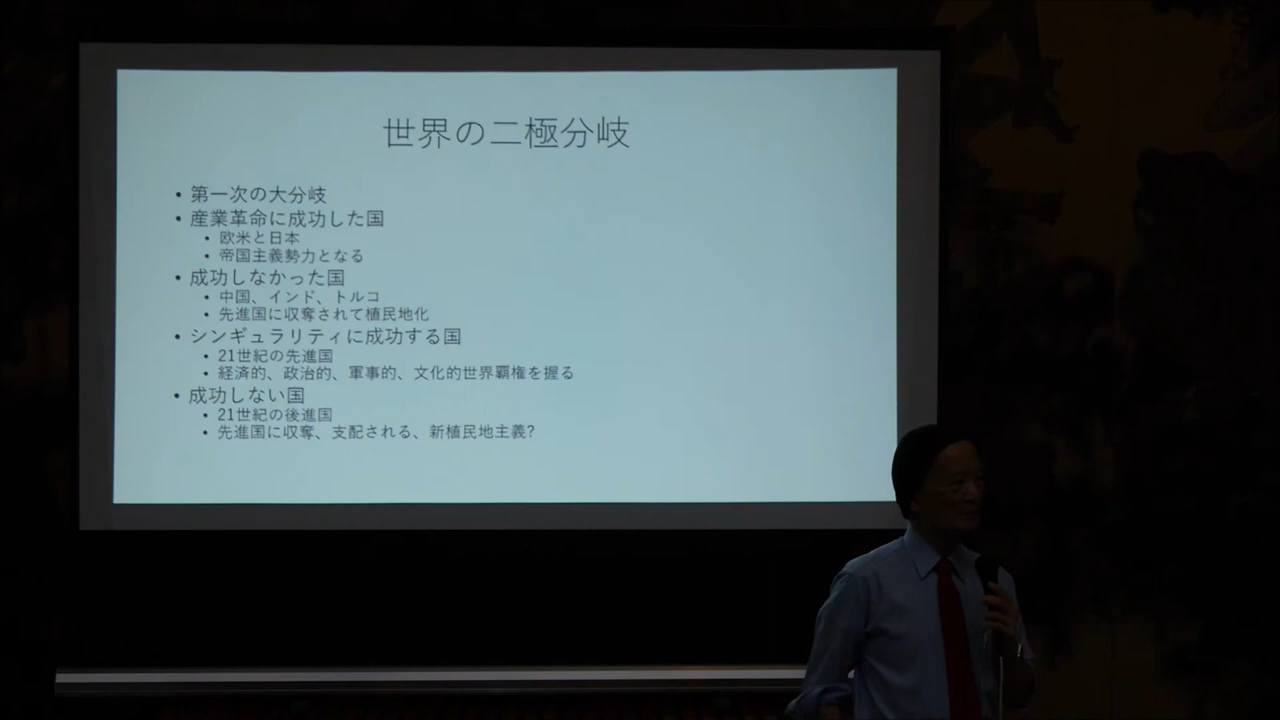 世界の二極分岐
• 第一次の大分岐
• 産業革命に成功した国
• 欧米と日本
• 帝国主義勢力となる
• 成功しなかった国
• 中国、インド、トルコ
• 先進国に収奪されて植民地化
• シンギュラリティに成功する国
• 21世紀の先進国
• 経済的、政治的、軍事的、文化的世界覇権を握る
• 成功しない国
• 21世紀の後進国
• 先進国に収奪、支配される、新植民地主義?